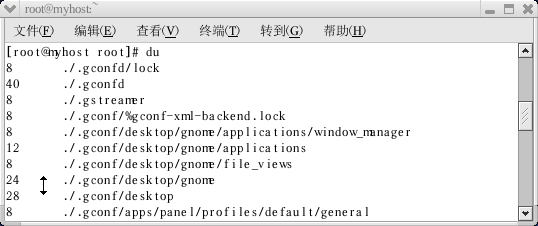 root@myhost:~
文件(F) 编辑(E) 查看(V) 终端(T) 转到(G) 帮助(H)
[root@myhost root]# du
8 ./.gconfd/lock
40 ./.gconfd
8 ./.gstreamer
8 ./.gconf/%gconf-xml-backend.lock
8 ./.gconf/desktop/gnome/applications/window_manager
12 ./.gconf/desktop/gnome/applications
8 ./.gconf/desktop/gnome/file_views
24 ./.gconf/desktop/gnome
28 ./.gconf/desktop
8 ./.gconf/apps/panel/profiles/default/general